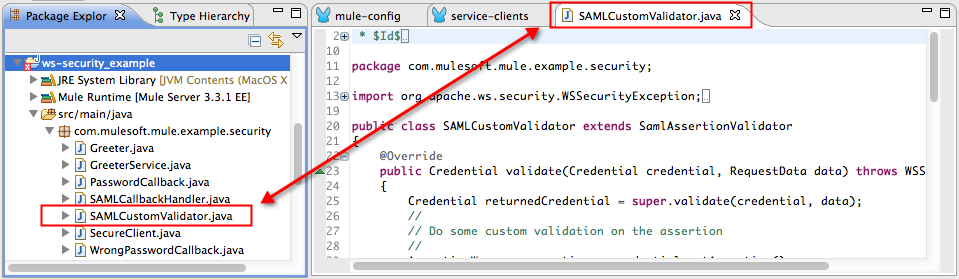 Package Explor
Type Hierarchy
ws-security_example
JRE System Library [JVM Contents (MacOS X
Mule Runtime [Mule Server 3.3.1 EE]
src/main/java
com.mulesoft.mule.example.security
Greeter.java
GreeterService.java
PasswordCallback.java
SAMLCallbackHandler.java
SAMLCustomValidator.java
SecureClient.java
WrongPasswordCallback.java
mule-config
service-clients
SAMLCustomValidator.java
2 * $Id$
10
11 package com.mulesoft.mule.example.security;
12
13 import org.apache.ws.security.WSSecurityException;
19
20 public class SAMLCustomValidator extends SamlAssertionValidator
21 {
22 @Override
23 public Credential validate(Credential credential, RequestData data) throws WSS
24 {
25 Credential returnedCredential = super.validate(credential, data);
26 //
27 // Do some custom validation on the assertion
28 //